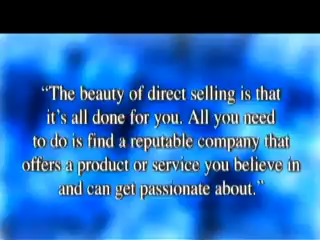 “The beauty of direct selling is that
it’s all done for you. All you need
to do is find a reputable company that
offers a product or service you believe in
and can get passionate about.”